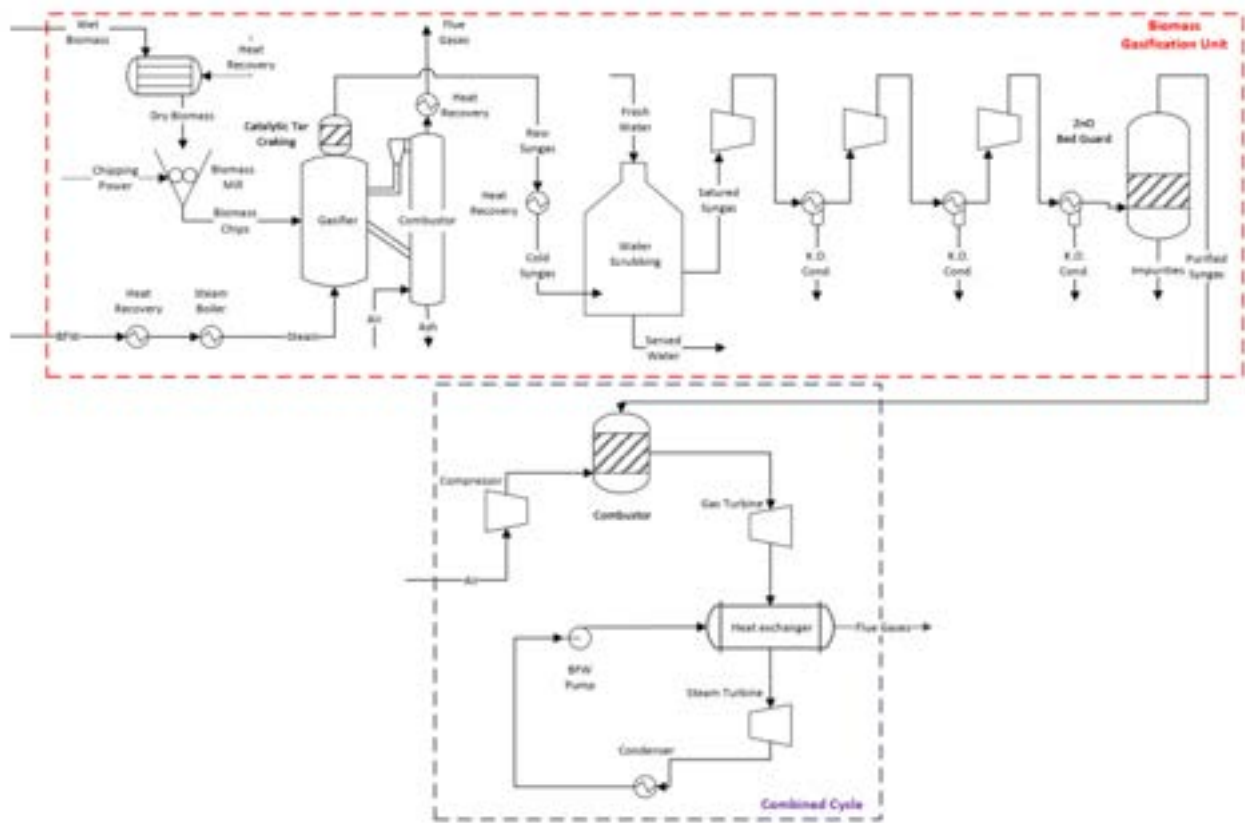 Wet
Biomass
Heat
Recovery
Flue
Gases
Biomass
Gasification Unit
Dry Biomass
Catalytic Tar
Craking
Heat
Recovery
Raw
Syngas
Fresh
Water
ZnO
Bed Guard
Chipping
Power
Biomass
Mill
Biomass
Chips
Gasifier
Combustor
Heat
Recovery
Cold
Syngas
Water
Scrubbing
Satured
Syngas
K.O.
Cond
K.O.
Cond
K.O.
Cond
Impurities
Purified
Syngas
Heat
Recovery
Steam
Boiler
BFW
Steam
Air
Ash
Served
Water
Compressor
Combustor
Gas Turbine
Air
Heat exchanger
Flue Gases
BFW
Pump
Steam Turbine
Condenser
Combined Cycle